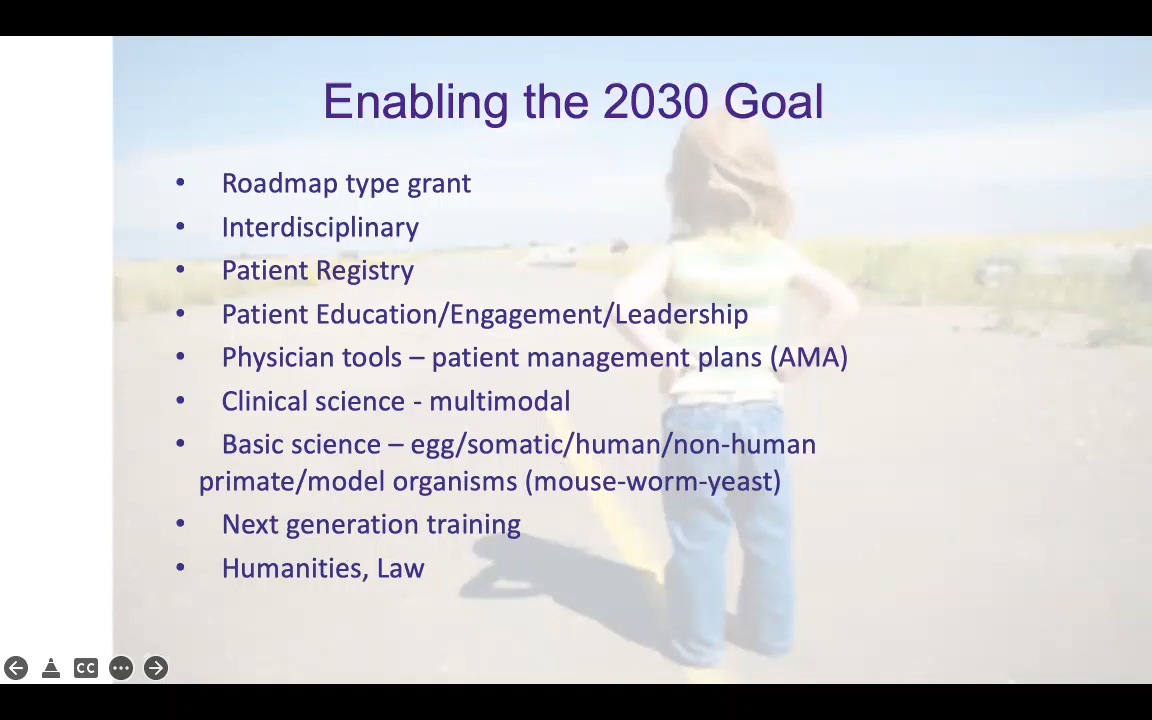 Enabling the 2030 Goal
• Roadmap type grant
• Interdisciplinary
• Patient Registry
• Patient Education/Engagement/Leadership
• Physician tools – patient management plans (AMA)
• Clinical science - multimodal
• Basic science – egg/somatic/human/non-human
primate/model organisms (mouse-worm-yeast)
• Next generation training
• Humanities, Law
CC